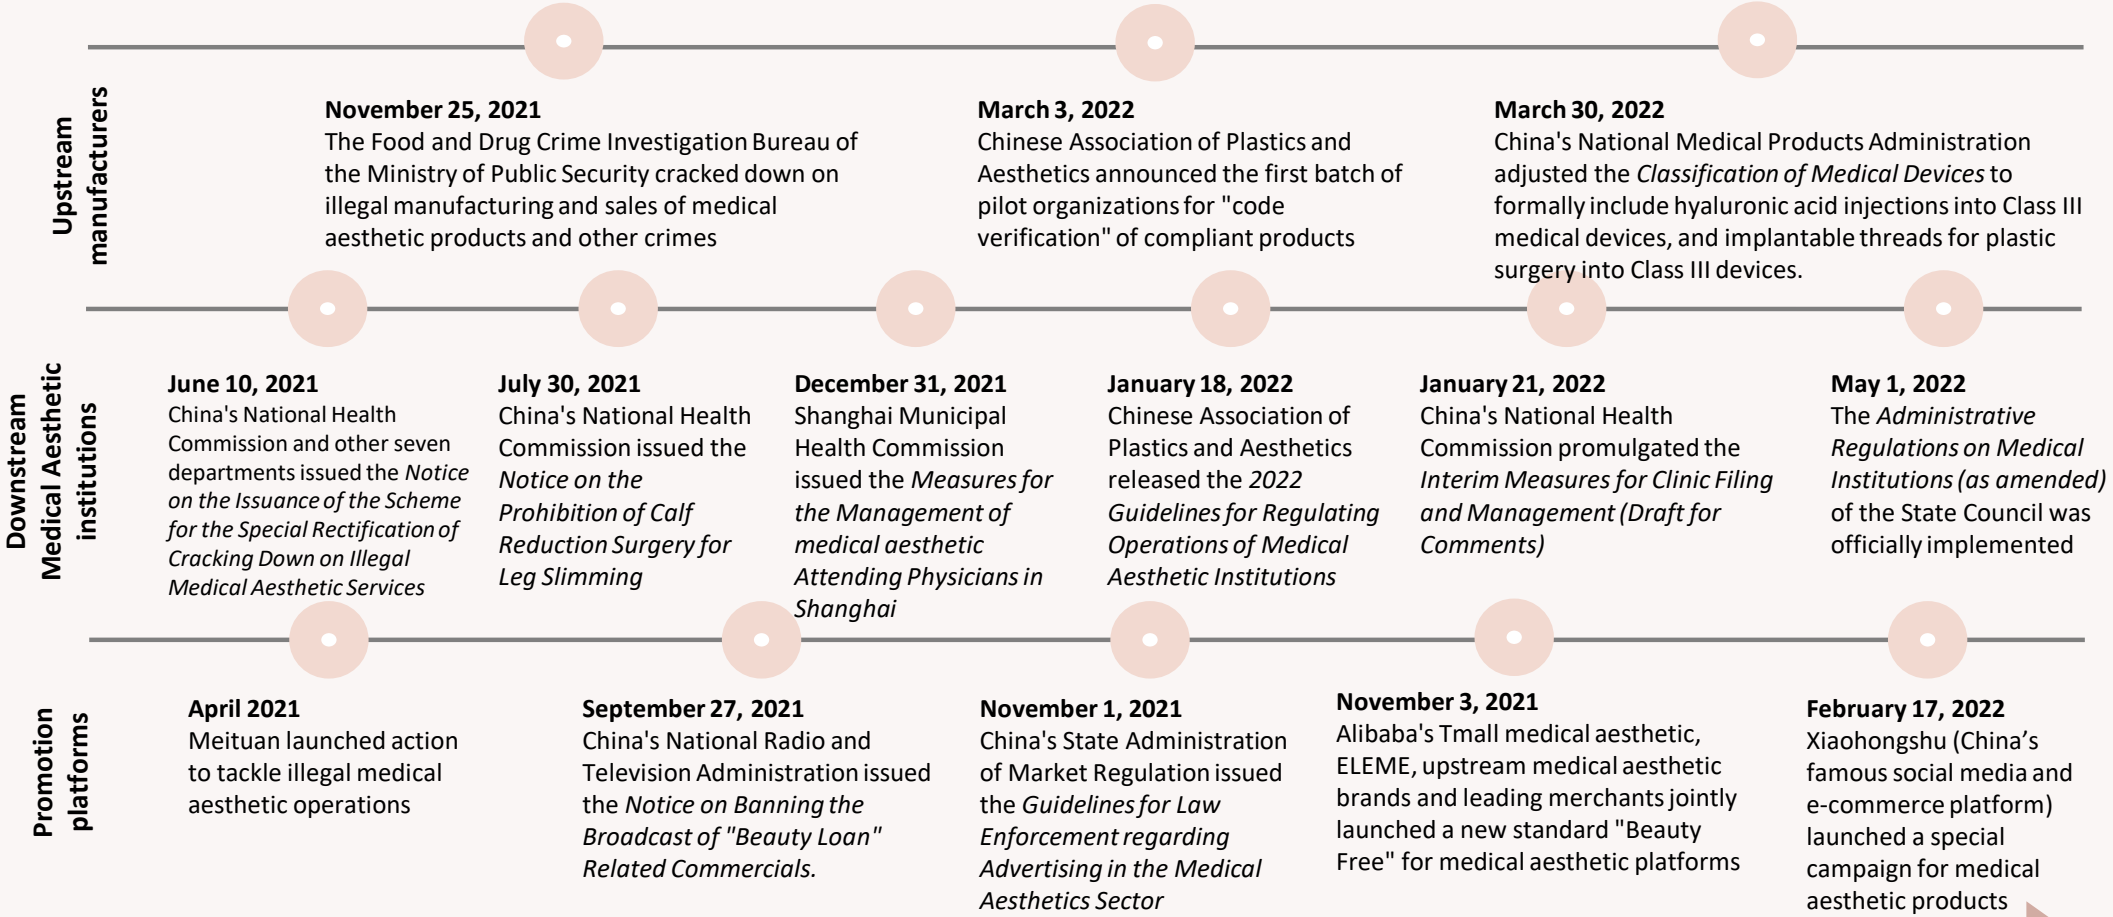 Upstream
manufacturers
November 25, 2021
The Food and Drug Crime Investigation Bureau of
the Ministry of Public Security cracked down on
illegal manufacturing and sales of medical
aesthetic products and other crimes
March 3, 2022
Chinese Association of Plastics and
Aesthetics announced the first batch of
pilot organizations for "code
verification" of compliant products
March 30, 2022
China's National Medical Products Administration
adjusted the Classification of Medical Devices to
formally include hyaluronic acid injections into Class III
medical devices, and implantable threads for plastic
surgery into Class III devices.
Downstream
Medical Aesthetic
institutions
June 10, 2021
China's National Health
Commission and other seven
departments issued the Notice
on the Issuance of the Scheme
for the Special Rectification of
Cracking Down on Illegal
Medical Aesthetic Services
July 30, 2021
China's National Health
Commission issued the
Notice on the
Prohibition of Calf
Reduction Surgery for
Leg Slimming
December 31, 2021
Shanghai Municipal
Health Commission
issued the Measures for
the Management of
medical aesthetic
Attending Physicians in
Shanghai
January 18, 2022
Chinese Association of
Plastics and Aesthetics
released the 2022
Guidelines for Regulating
Operations of Medical
Aesthetic Institutions
January 21, 2022
China's National Health
Commission promulgated the
Interim Measures for Clinic Filing
and Management (Draft for
Comments)
May 1, 2022
The Administrative
Regulations on Medical
Institutions (as amended)
of the State Council was
officially implemented
Promotion
platforms
April 2021
Meituan launched action
to tackle illegal medical
aesthetic operations
September 27, 2021
China's National Radio and
Television Administration issued
the Notice on Banning the
Broadcast of "Beauty Loan"
Related Commercials.
November 1, 2021
China's State Administration
of Market Regulation issued
the Guidelines for Law
Enforcement regarding
Advertising in the Medical
Aesthetics Sector
November 3, 2021
Alibaba's Tmall medical aesthetic,
ELEME, upstream medical aesthetic
brands and leading merchants jointly
launched a new standard "Beauty
Free" for medical aesthetic platforms
February 17, 2022
Xiaohongshu (China’s
famous social media and
e-commerce platform)
launched a special
campaign for medical
aesthetic products